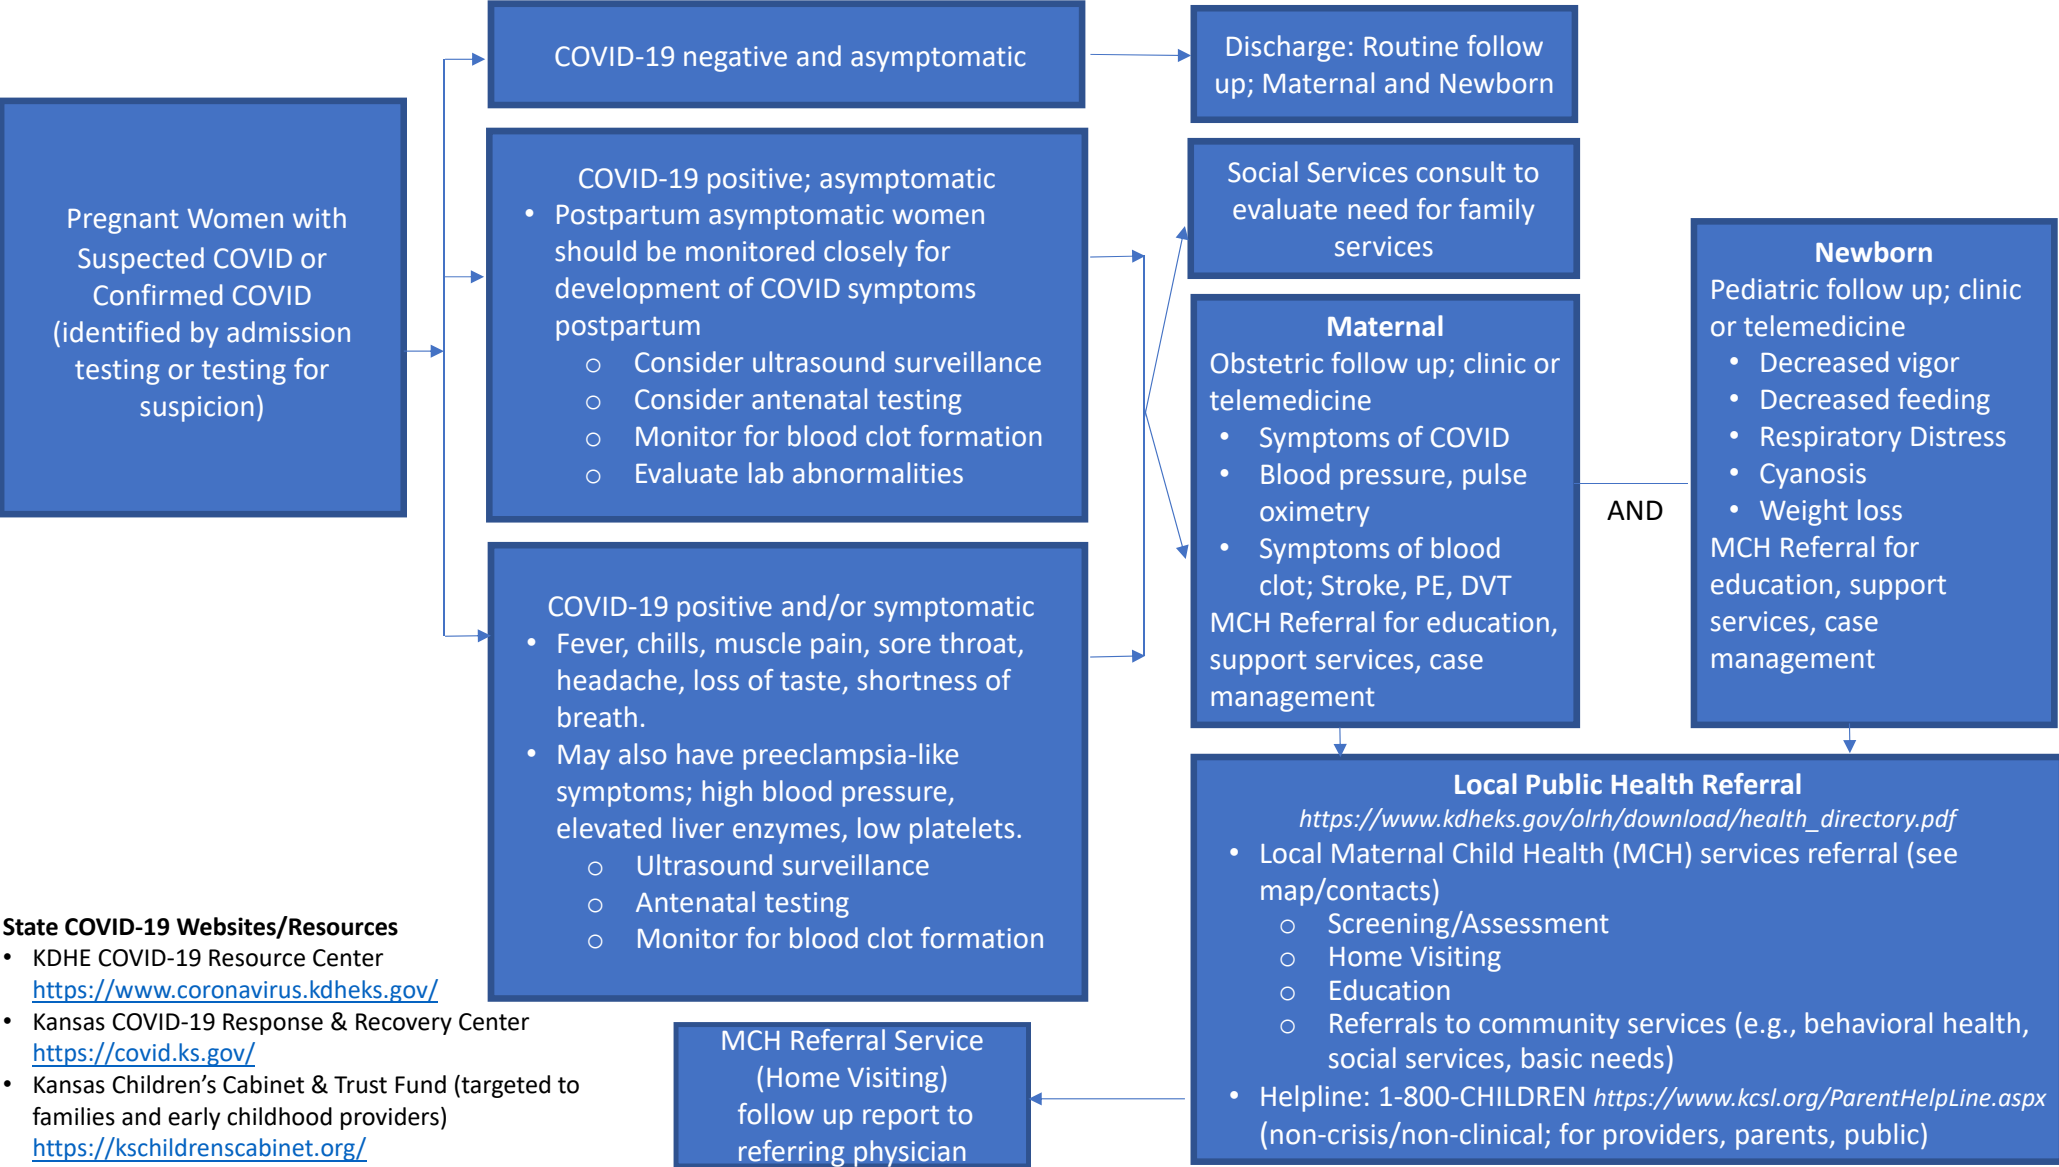 Pregnant Women with
Suspected COVID or
Confirmed COVID
(identified by admission
testing or testing for
suspicion)
COVID-19 negative and asymptomatic
Discharge: Routine follow
up; Maternal and Newborn
COVID-19 positive; asymptomatic
• Postpartum asymptomatic women
should be monitored closely for
development of COVID symptoms
postpartum
o Consider ultrasound surveillance
o Consider antenatal testing
o Monitor for blood clot formation
o Evaluate lab abnormalities
COVID-19 positive and/or symptomatic
• Fever, chills, muscle pain, sore throat,
headache, loss of taste, shortness of
breath.
• May also have preeclampsia-like
symptoms; high blood pressure,
elevated liver enzymes, low platelets.
o Ultrasound surveillance
o Antenatal testing
o Monitor for blood clot formation
Social Services consult to
evaluate need for family
services
Maternal
Obstetric follow up; clinic or
telemedicine
• Symptoms of COVID
• Blood pressure, pulse
oximetry
• Symptoms of blood
clot; Stroke, PE, DVT
MCH Referral for education,
support services, case
management
AND
Newborn
Pediatric follow up; clinic
or telemedicine
• Decreased vigor
• Decreased feeding
• Respiratory Distress
• Cyanosis
• Weight loss
MCH Referral for
education, support
services, case
management
Local Public Health Referral
https://www.kdheks.gov/olrh/download/health_directory.pdf
• Local Maternal Child Health (MCH) services referral (see
map/contacts)
o Screening/Assessment
o Home Visiting
o Education
o Referrals to community services (e.g., behavioral health,
social services, basic needs)
• Helpline: 1-800-CHILDREN https://www.kcsl.org/ParentHelpLine.aspx
(non-crisis/non-clinical; for providers, parents, public)
MCH Referral Service
(Home Visiting)
follow up report to
referring physician
State COVID-19 Websites/Resources
• KDHE COVID-19 Resource Center
https://www.coronavirus.kdheks.gov/
• Kansas COVID-19 Response & Recovery Center
https://covid.ks.gov/
• Kansas Children’s Cabinet & Trust Fund (targeted to
families and early childhood providers)
https://kschildrenscabinet.org/